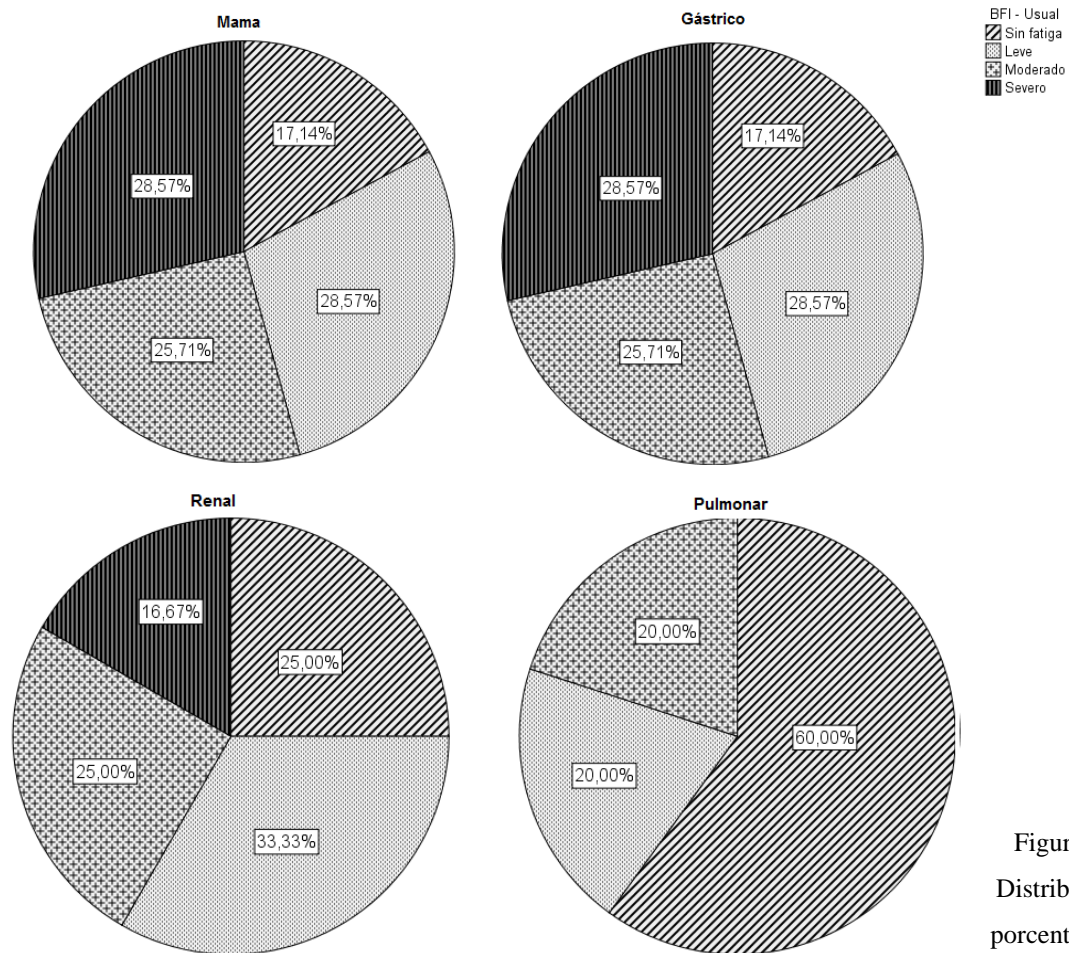 Mama
17,14%
28,57%
28,57%
25,71%
Gástrico
17,14%
28,57%
28,57%
25,71%
BFI - Usual
Sin fatiga
Leve
Moderado
Severo
Renal
16,67%
25,00%
25,00%
33,33%
Pulmonar
20,00%
60,00%
20,00%
Figur
Distrib
porcent